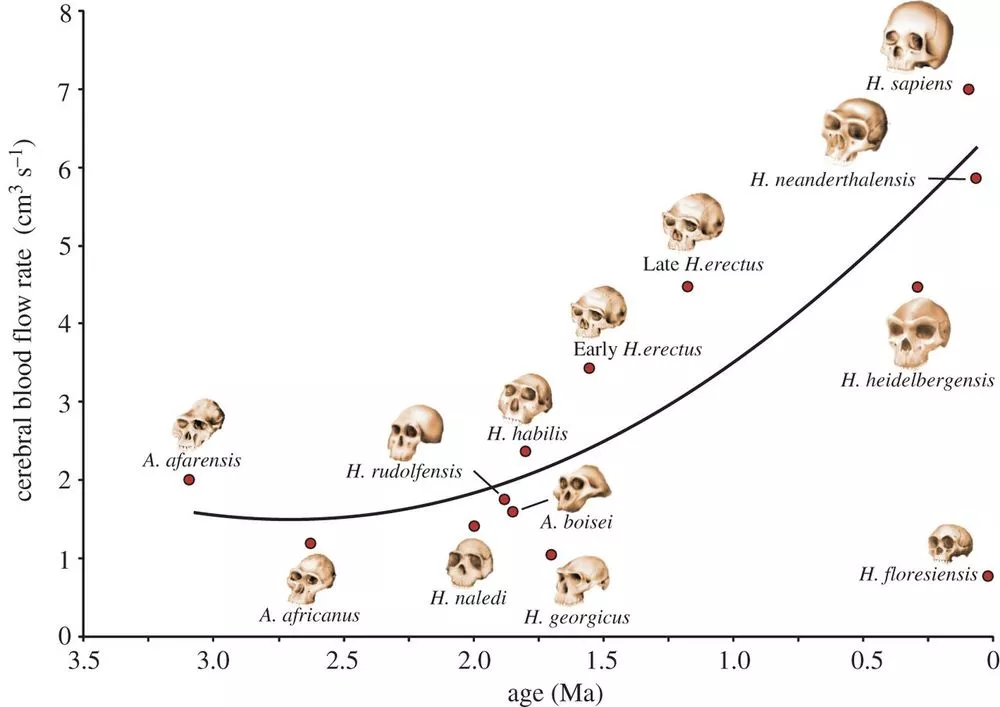 8
7
6
5
4
3
2
1
0
cerebral blood flow rate (cm³ s⁻¹)
H. sapiens
H. neanderthalensis
Late H.erectus
Early H.erectus
H. heidelbergensis
H. habilis
A. afarensis
H. rudolfensis
A. boisei
H. floresiensis
H. naledi
A. africanus
H. georgicus
3.5 3.0 2.5 2.0 1.5 1.0 0.5 0
age (Ma)